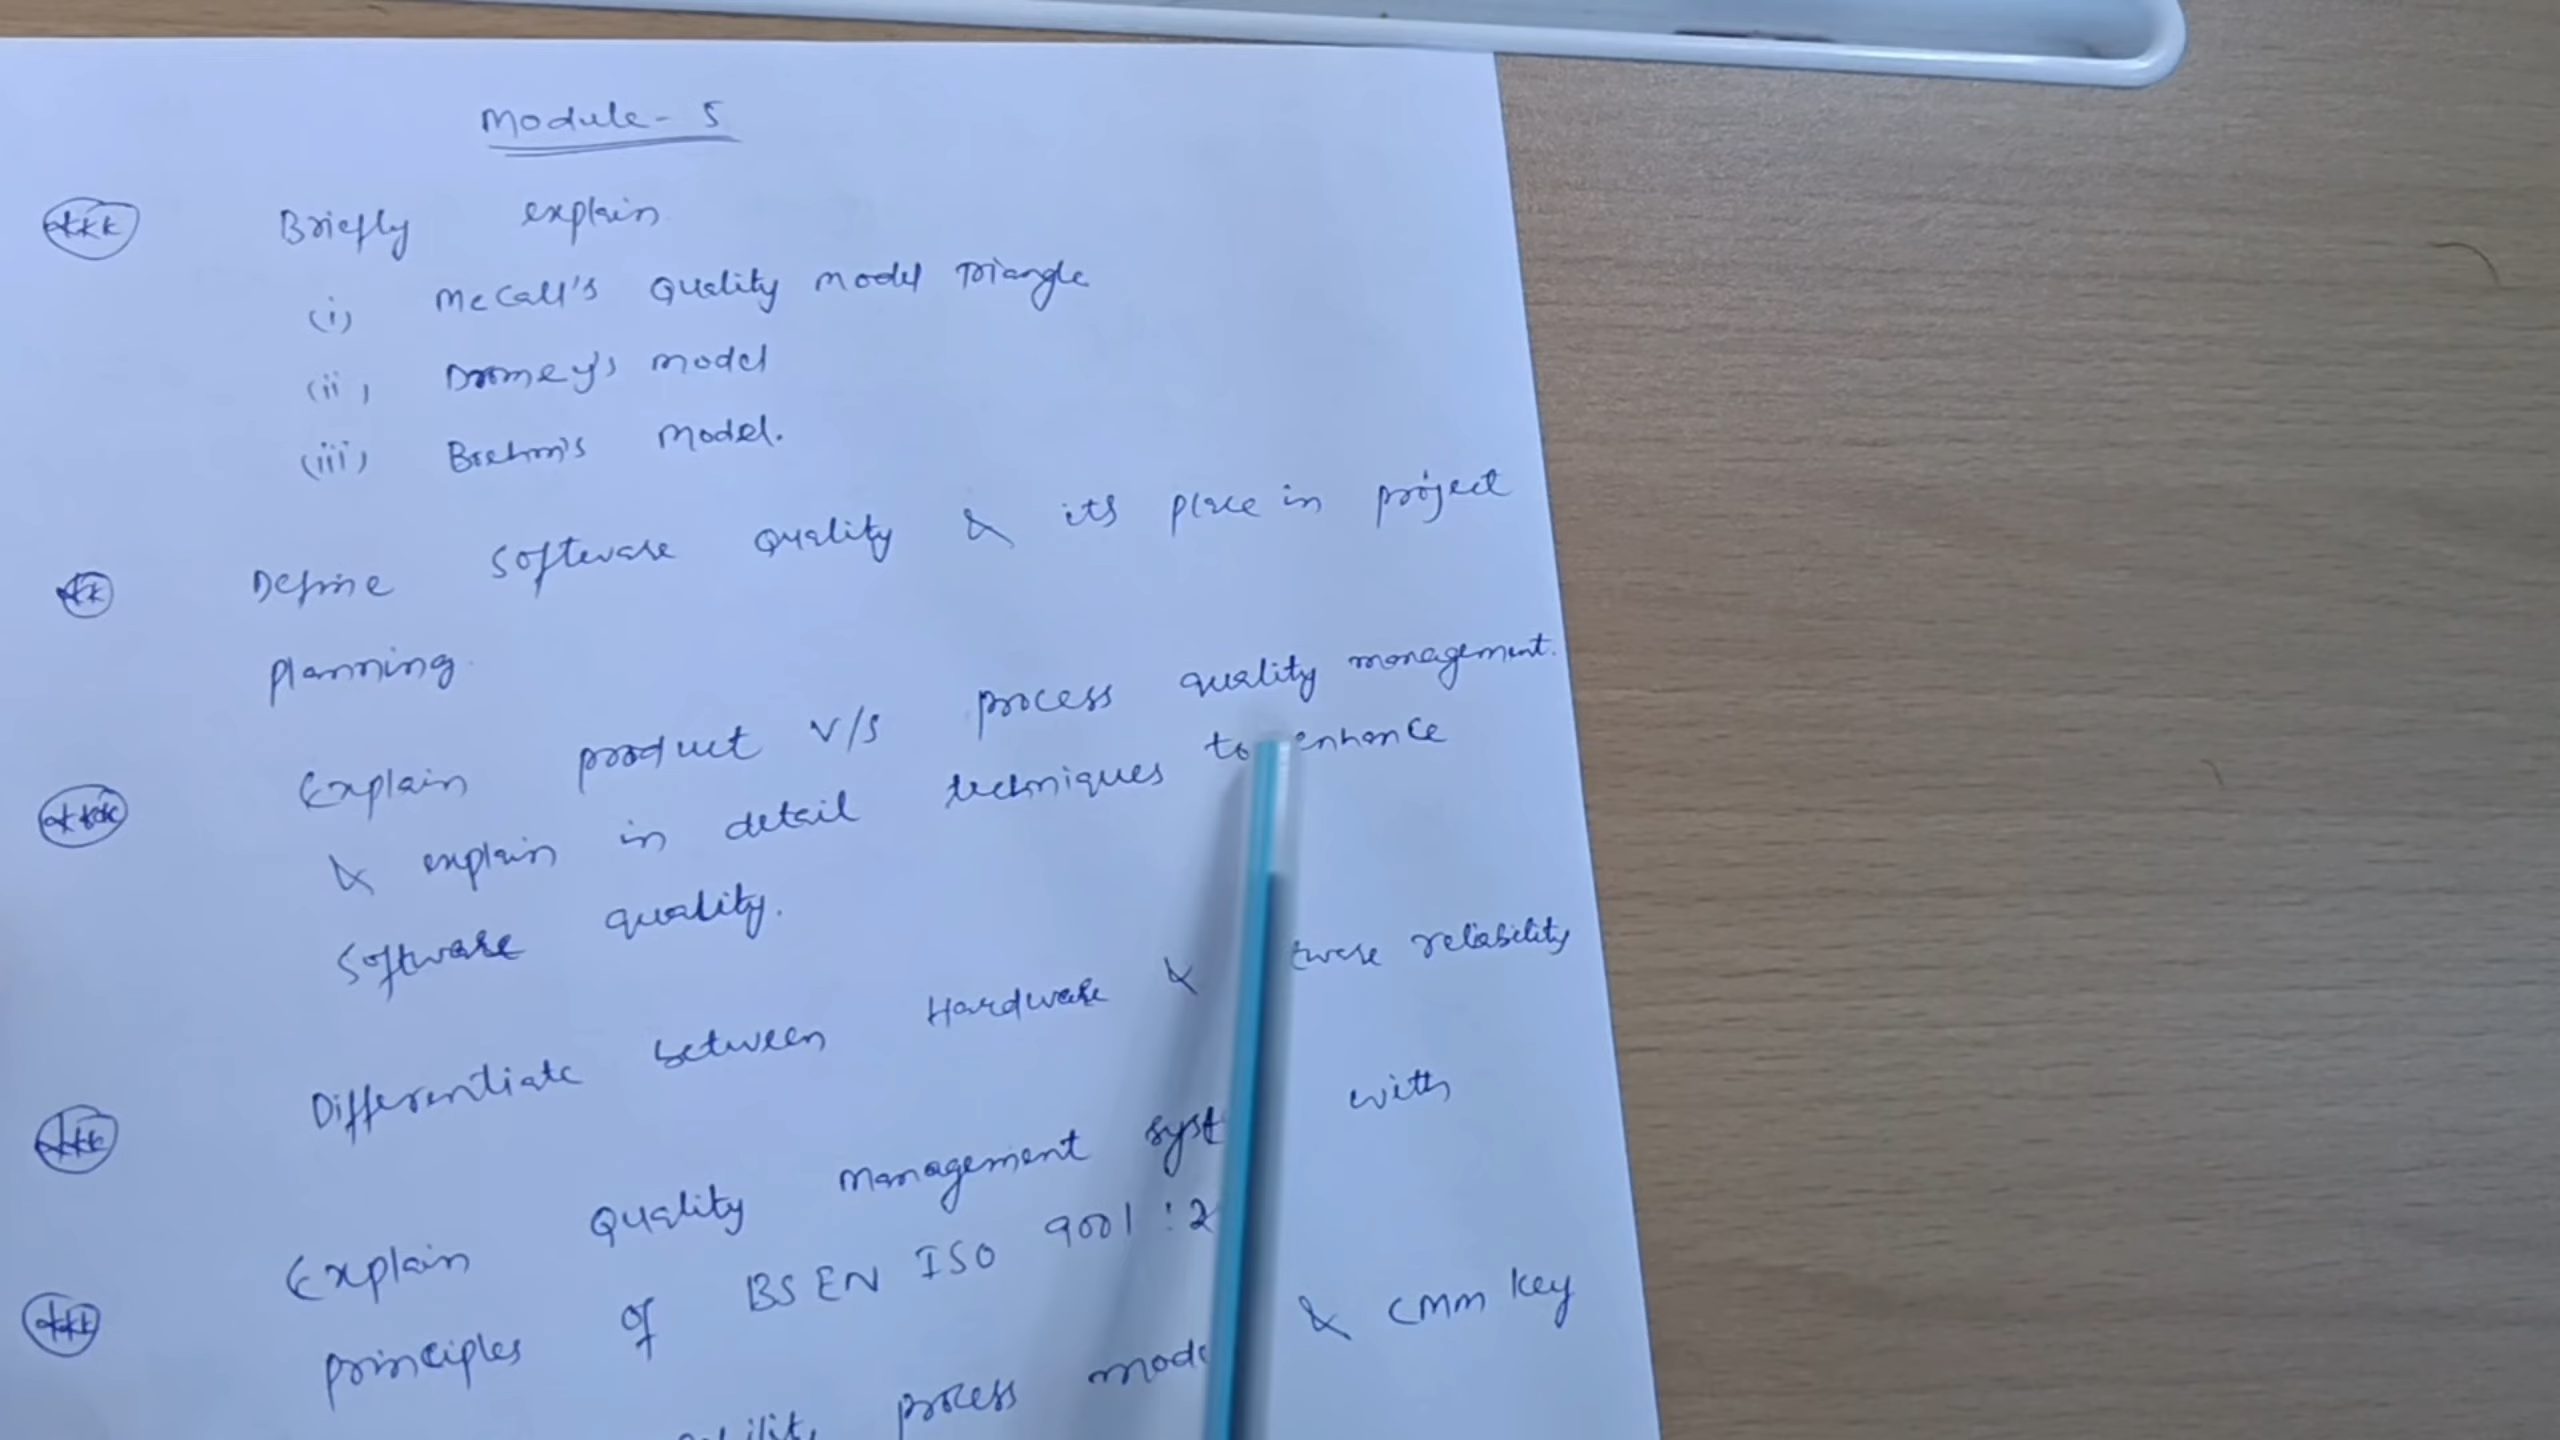 Module - 5
*** Briefly explain
(i) McCall's Quality Model Triangle
(ii) Dromey's model
(iii) Boehm's Model.
** Define Software Quality & its place in project
planning.
*** Explain product v/s process quality management.
& explain in detail techniques to enhance
Software quality.
*** Differentiate between Hardware & reliability
*** Explain Quality Management with
principles of BS EN ISO 9001 : 2
process & CMM key